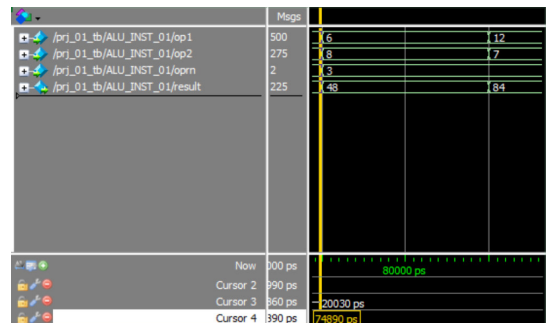 Msgs
/prj_01_tb/ALU_INST_01/op1 500 6 12
/prj_01_tb/ALU_INST_01/op2 275 8 7
/prj_01_tb/ALU_INST_01/oprn 2 3
/prj_01_tb/ALU_INST_01/result 225 48 84
Now 000 ps 80000 ps
Cursor 2 990 ps
Cursor 3 360 ps 20030 ps
Cursor 4 390 ps 74890 ps